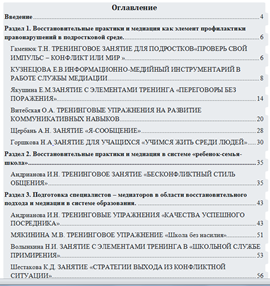 Оглавление
Введение 4
Раздел 1. Восстановительные практики и медиация как элемент профилактики
правонарушений в подростковой среде. 6
Газенеюк Т.Н. ТРЕНИНГОВОЕ ЗАНЯТИЕ ДЛЯ ПОДРОСТКОВ«ПРОВЕРЬ СВОЙ
ИМПУЛЬС – КОНФЛИКТ ИЛИ МИР» 6
КУЗНЕЦОВА Е.В ИНФОРМАЦИОННО-МЕДИЙНЫЙ ИНСТРУМЕНТАРИЙ В
РАБОТЕ СЛУЖБЫ МЕДИАЦИИ 8
Якушина Е.М.ЗАНЯТИЕ С ЭЛЕМЕНТАМИ ТРЕНИНГА «ПЕРЕГОВОРЫ БЕЗ
ПОРАЖЕНИЯ» 14
Витебская О.А. ТРЕНИНГОВЫЕ УПРАЖНЕНИЯ НА РАЗВИТИЕ
КОММУНИКАТИВНЫХ НАВЫКОВ 20
Щербань А.Н. ЗАНЯТИЕ «Я-СООБЩЕНИЕ» 28
Горшкова Н.А ЗАНЯТИЕ ДЛЯ УЧАЩИХСЯ «УЧИМСЯ ЖИТЬ СРЕДИ ЛЮДЕЙ» 30
Раздел 2. Восстановительные практики и медиация в системе «ребенок-семья-
школа» 35
Андрианова И.Н. ТРЕНИНГОВОЕ ЗАНЯТИЕ «БЕСКОНФЛИКТНЫЙ СТИЛЬ
ОБЩЕНИЯ» 35
Раздел 3. Подготовка специалистов – медиаторов в области восстановительного
подхода и медиации в системе образования. 43
Андрианова И.Н. ТРЕНИНГОВЫЕ УПРАЖНЕНИЯ «КАЧЕСТВА УСПЕШНОГО
ПОСРЕДНИКА» 43
МЯКИНИНА М.В. ТРЕНИНГОВОЕ УПРАЖНЕНИЕ «Школа без насилия» 51
Волынкина Н.И. ЗАНЯТИЕ С ЭЛЕМЕНТАМИ ТРЕНИНГА В «ШКОЛЬНОЙ СЛУЖБЕ
ПРИМИРЕНИЯ» 53
Шестакова К.Д. ЗАНЯТИЕ «СТРАТЕГИИ ВЫХОДА ИЗ КОНФЛИКТНОЙ
СИТУАЦИИ» 56